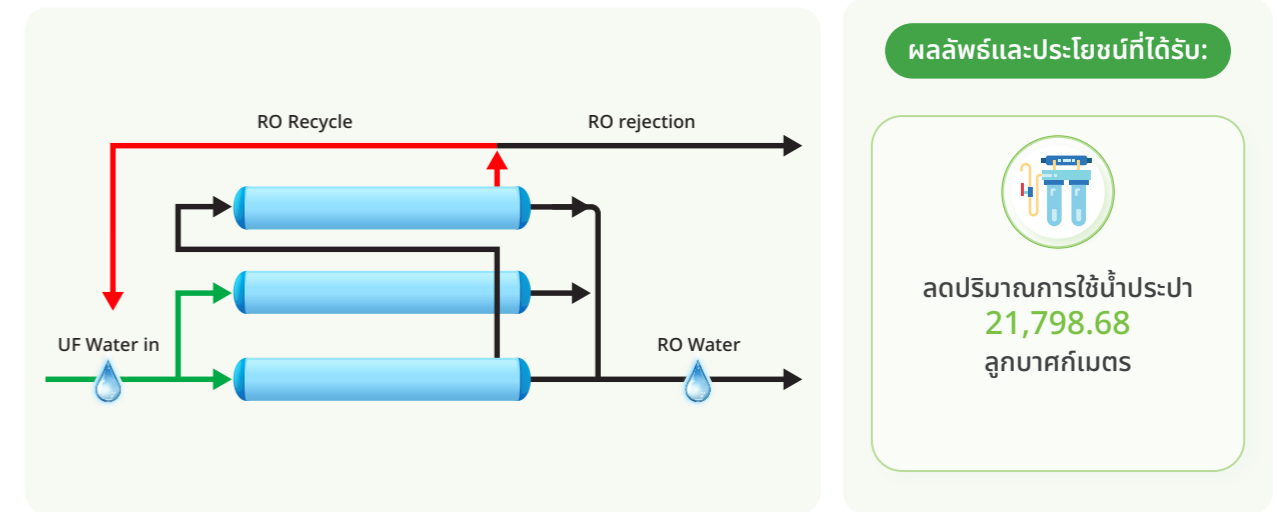 RO Recycle
RO rejection
UF Water in
RO Water
ผลลัพธ์และประโยชน์ที่ได้รับ:
ลดปริมาณการใช้น้ำประปา
21,798.68
ลูกบาศก์เมตร